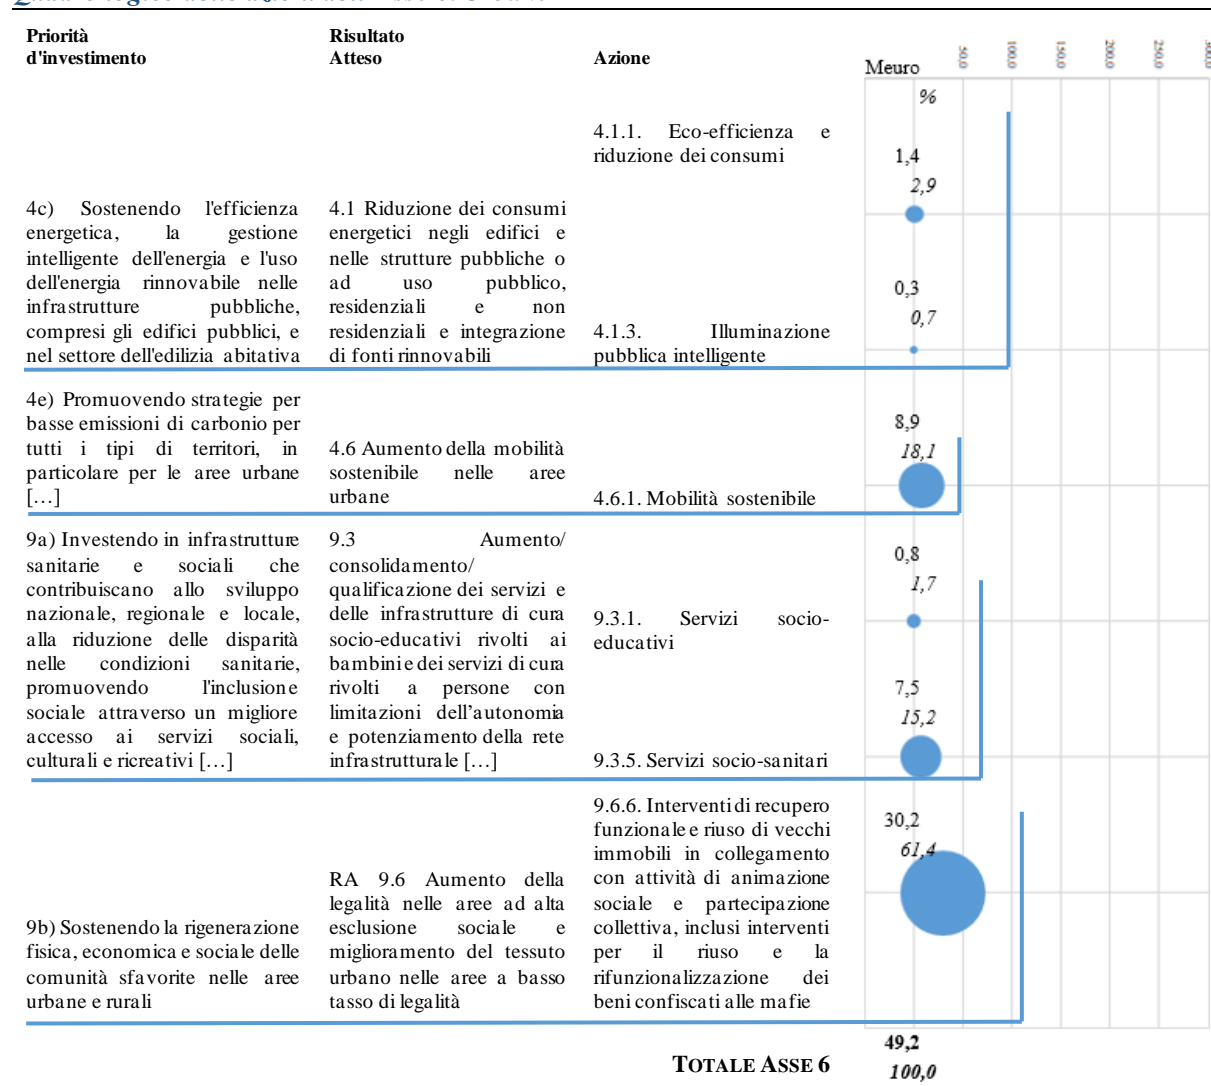 Priorità
d'investimento
Risultato
Atteso
Azione
Meuro
50,0
100,0
150,0
200,0
250,0
%
4.1.1. Eco-efficienza e
riduzione dei consumi
1,4
2,9
4c) Sostenendo l'efficienza
energetica, la gestione
intelligente dell'energia e l'uso
dell'energia rinnovabile nelle
infrastrutture pubbliche,
compresi gli edifici pubblici, e
nel settore dell'edilizia abitativa
4.1 Riduzione dei consumi
energetici negli edifici e
nelle strutture pubbliche o
ad uso pubblico,
residenziali e non
residenziali e integrazione
di fonti rinnovabili
4.1.3. Illuminazione
pubblica intelligente
0,3
0,7
4e) Promuovendo strategie per
basse emissioni di carbonio per
tutti i tipi di territori, in
particolare per le aree urbane
[…]
4.6 Aumento della mobilità
sostenibile nelle aree
urbane
4.6.1. Mobilità sostenibile
8,9
18,1
9a) Investendo in infrastrutture
sanitarie e sociali che
contribuiscano allo sviluppo
nazionale, regionale e locale,
alla riduzione delle disparità
nelle condizioni sanitarie,
promuovendo l'inclusione
sociale attraverso un migliore
accesso ai servizi sociali,
culturali e ricreativi […]
9.3 Aumento/
consolidamento/
qualificazione dei servizi e
delle infrastrutture di cura
socio-educativi rivolti ai
bambini e dei servizi di cura
rivolti a persone con
limitazioni dell’autonomia
e potenziamento della rete
infrastrutturale […]
9.3.1. Servizi socio-
educativi
0,8
1,7
9.3.5. Servizi socio-sanitari
7,5
15,2
9b) Sostenendo la rigenerazione
fisica, economica e sociale delle
comunità sfavorite nelle aree
urbane e rurali
RA 9.6 Aumento della
legalità nelle aree ad alta
esclusione sociale e
miglioramento del tessuto
urbano nelle aree a basso
tasso di legalità
9.6.6. Interventi di recupero
funzionale e riuso di vecchi
immobili in collegamento
con attività di animazione
sociale e partecipazione
collettiva, inclusi interventi
per il riuso e la
rifunzionalizzazione dei
beni confiscati alle mafie
30,2
61,4
TOTALE ASSE 6
49,2
100,0